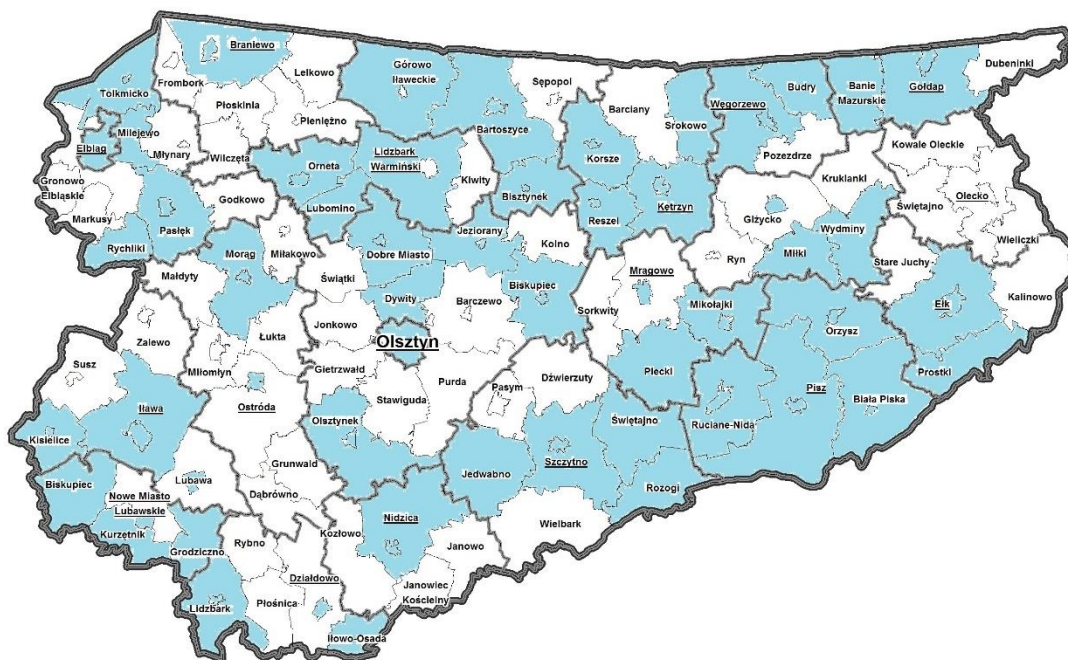 Braniewo
Lelkowo
Frombork
Tolkmicko
Płoskinia
Pieniężno
Górowo
Iławeckie
Sępopol
Bartoszyce
Barciany
Srokowo
Węgorzewo
Budry
Banie
Mazurskie
Gołdap
Dubeninki
Milejewo
Elbląg
Młynary
Wilczęta
Orneta
Lidzbark
Warmiński
Kiwity
Bisztynek
Korsze
Pozezdrze
Kowale Oleckie
Gronowo
Elbląskie
Markusy
Godkowo
Lubomino
Reszel
Kętrzyn
Kruklanki
Giżycko
Świętajno
Olecko
Rychliki
Pasłęk
Morąg
Miłakowo
Dobre Miasto
Jeziorany
Kolno
Wydminy
Wieliczki
Małdyty
Świątki
Dywity
Barczewo
Biskupiec
Sorkwity
Mrągowo
Ryn
Miłki
Stare Juchy
Kalinowo
Zalewo
Łukta
Jonkowo
Olsztyn
Mikołajki
Orzysz
Ełk
Susz
Miłomłyn
Gietrzwałd
Purda
Pasym
Dźwierzuty
Piecki
Prostki
Iława
Ostróda
Olsztynek
Stawiguda
Świętajno
Ruciane-Nida
Pisz
Biała Piska
Kisielice
Grunwald
Jedwabno
Szczytno
Rozogi
Biskupiec
Nowe Miasto
Lubawskie
Lubawa
Dąbrówno
Kurzętnik
Grodziczno
Rybno
Kozłowo
Nidzica
Wielbark
Janowo
Działdowo
Janowiec
Kościelny
Lidzbark
Płośnica
Iłowo-Osada